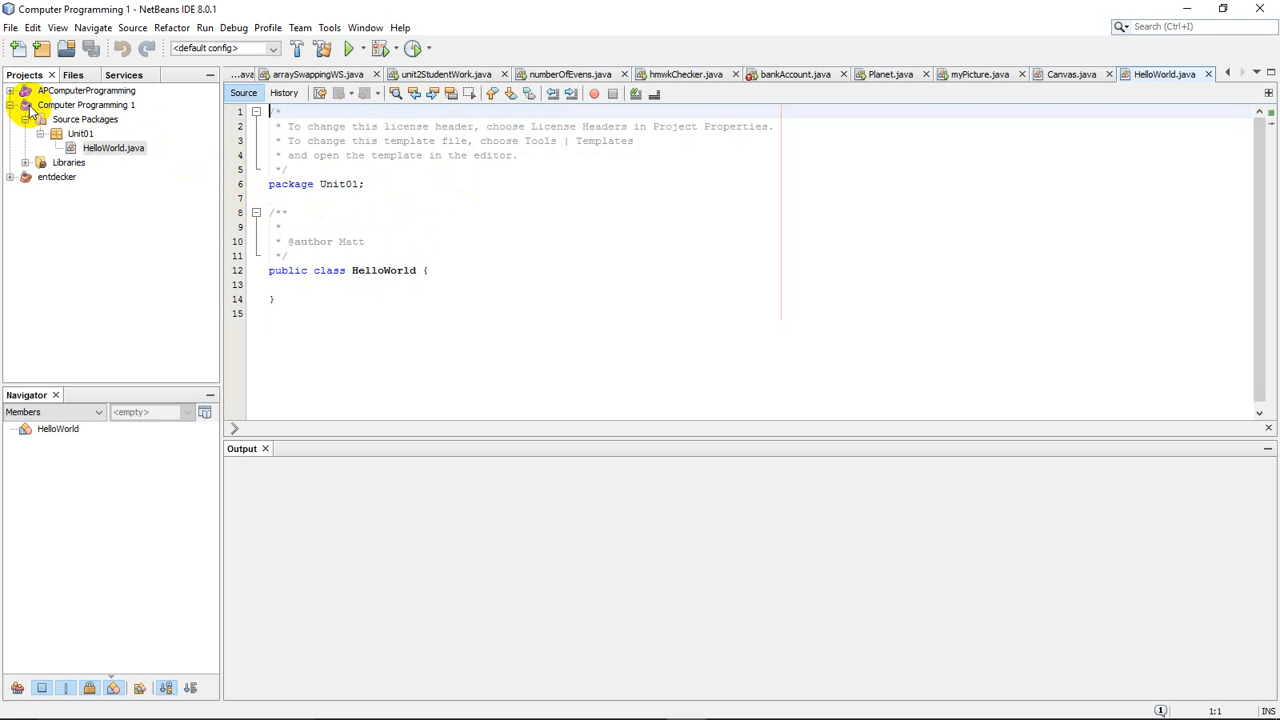 Computer Programming 1 - NetBeans IDE 8.0.1
File Edit View Navigate Source Refactor Run Debug Profile Team Tools Window Help
Search (Ctrl+I)
<default config>
Projects Files Services
...ava arraySwappingWS.java unit2StudentWork.java numberOfEvens.java hmwkChecker.java bankAccount.java Planet.java myPicture.java Canvas.java HelloWorld.java
APComputerProgramming
Computer Programming 1
Source Packages
Unit01
HelloWorld.java
Libraries
entdecker
Source History
1 /*
2 * To change this license header, choose License Headers in Project Properties.
3 * To change this template file, choose Tools | Templates
4 * and open the template in the editor.
5 */
6 package Unit01;
7
8 /**
9 *
10 * @author Matt
11 */
12 public class HelloWorld {
13
14 }
15
Navigator
Members <empty>
HelloWorld
Output
1 1:1 INS